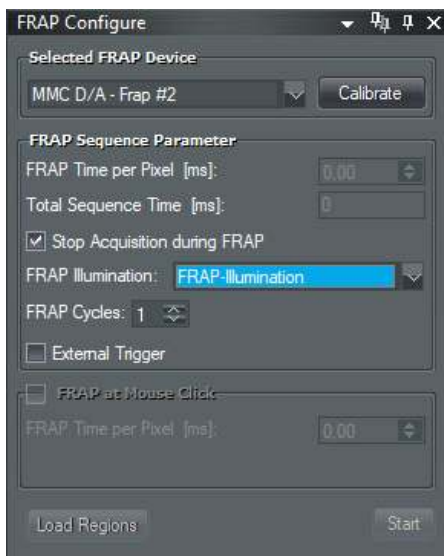 FRAP Configure
Selected FRAP Device
MMC D/A - Frap #2
Calibrate
FRAP Sequence Parameter
FRAP Time per Pixel [ms]:
0.00
Total Sequence Time [ms]:
0
Stop Acquisition during FRAP
FRAP Illumination:
FRAP-Illumination
FRAP Cycles: 1
External Trigger
FRAP at Mouse Click
FRAP Time per Pixel [ms]:
0.00
Load Regions
Start